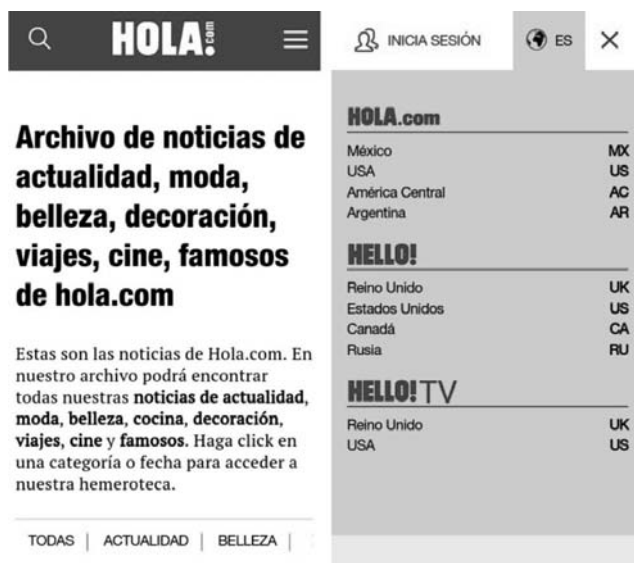 HOLA!.com
Archivo de noticias de
actualidad, moda,
belleza, decoración,
viajes, cine, famosos
de hola.com
Estas son las noticias de Hola.com. En
nuestro archivo podrá encontrar
todas nuestras noticias de actualidad,
moda, belleza, cocina, decoración,
viajes, cine y famosos. Haga click en
una categoría o fecha para acceder a
nuestra hemeroteca.
TODAS | ACTUALIDAD | BELLEZA |
INICIA SESIÓN ES
HOLA.com
México MX
USA US
América Central AC
Argentina AR
HELLO!
Reino Unido UK
Estados Unidos US
Canadá CA
Rusia RU
HELLO! TV
Reino Unido UK
USA US